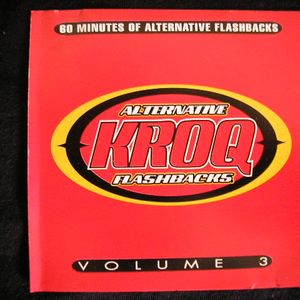 60 MINUTES OF ALTERNATIVE FLASHBACKS
ALTERNATIVE
KROQ
FLASHBACKS
VOLUME 3